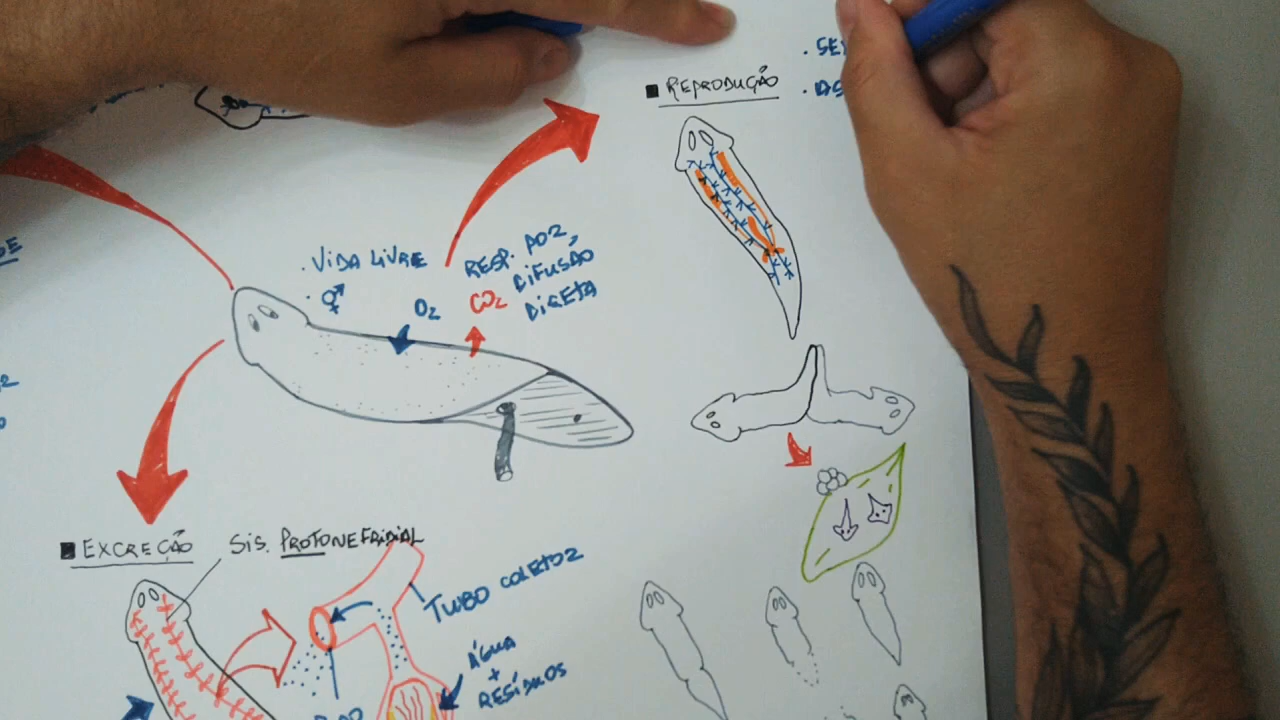 ■ REPRODUÇÃO
. VIDA LIVRE
. ⚥
O2
CO2
RESP. POR
DIFUSÃO
DIRETA
■ EXCREÇÃO
SIS. PROTONEFRIDIAL
TUBO COLETOR
ÁGUA
+
RESÍDUOS